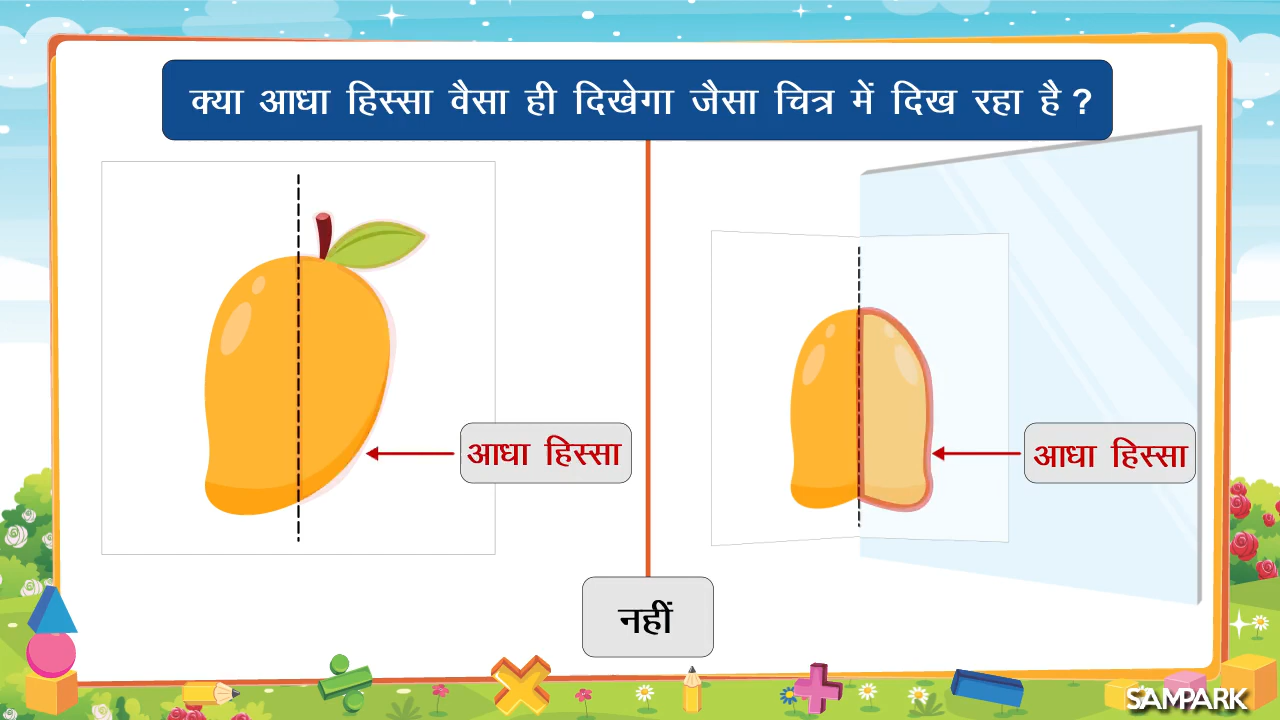 क्या आधा हिस्सा वैसा ही दिखेगा जैसा चित्र में दिख रहा है ?
आधा हिस्सा
आधा हिस्सा
नहीं
SAMPARK